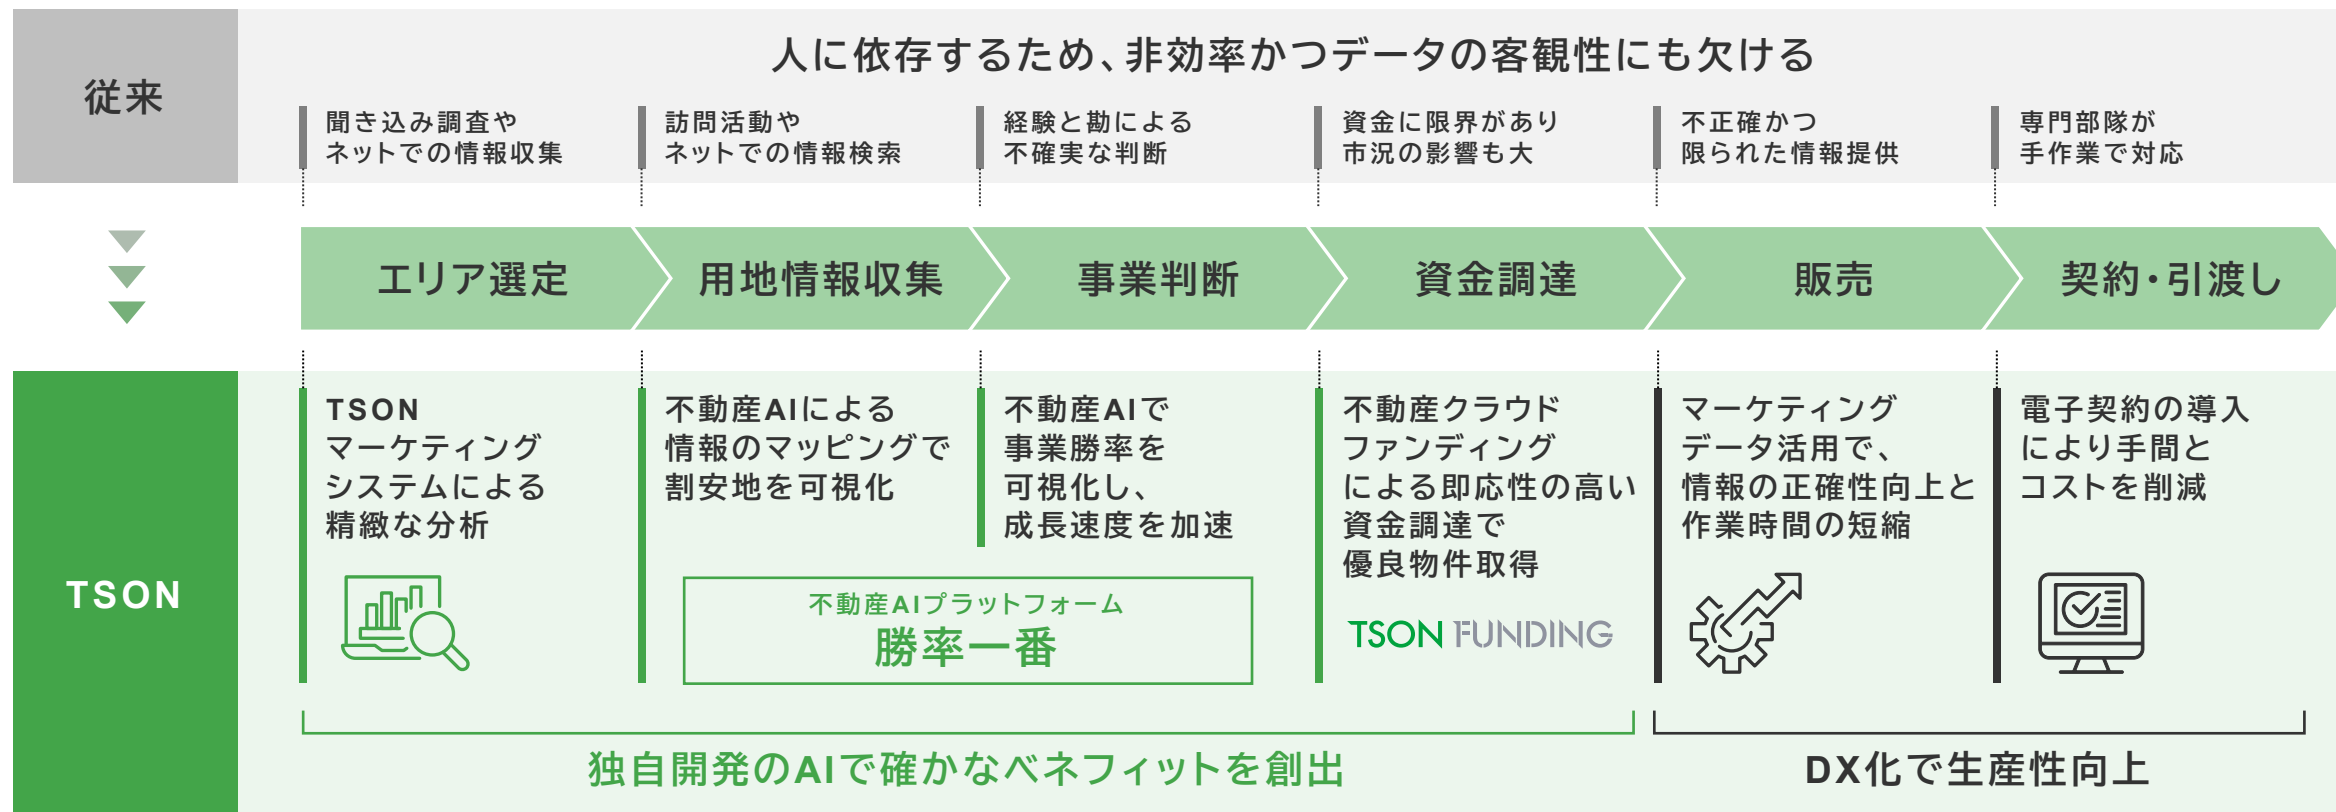 従来
人に依存するため、非効率かつデータの客観性にも欠ける
聞き込み調査や
ネットでの情報収集
訪問活動や
ネットでの情報検索
経験と勘による
不確実な判断
資金に限界があり
市況の影響も大
不正確かつ
限られた情報提供
専門部隊が
手作業で対応
エリア選定
用地情報収集
事業判断
資金調達
販売
契約・引渡し
TSON
TSON
マーケティング
システムによる
精緻な分析
不動産AIによる
情報のマッピングで
割安地を可視化
不動産AIで
事業勝率を
可視化し、
成長速度を加速
不動産AIプラットフォーム
勝率一番
不動産クラウド
ファンディング
による即応性の高い
資金調達で
優良物件取得
TSON FUNDING
マーケティング
データ活用で、
情報の正確性向上と
作業時間の短縮
電子契約の導入
により手間と
コストを削減
独自開発のAIで確かなベネフィットを創出
DX化で生産性向上